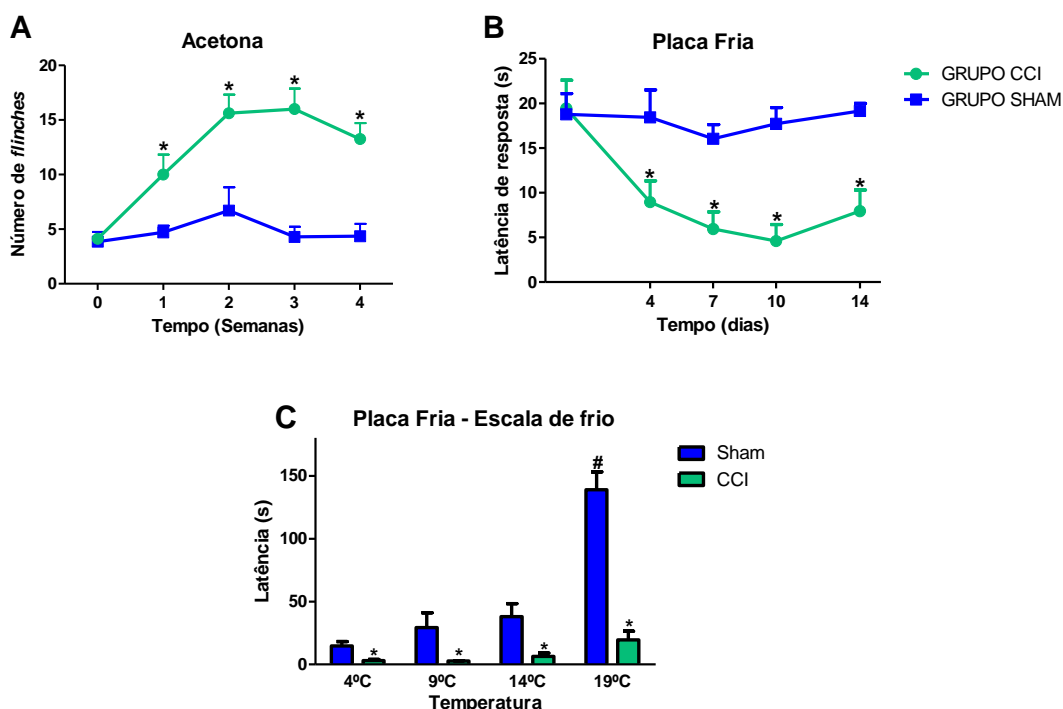 A
Acetona
Número de flinches
20
15
10
5
0
*
*
*
*
0 1 2 3 4
Tempo (Semanas)
B
Placa Fria
Latência de resposta (s)
25
20
15
10
5
0
*
*
*
*
4 7 10 14
Tempo (dias)
GRUPO CCI
GRUPO SHAM
C
Placa Fria - Escala de frio
Latência (s)
150
100
50
0
#
*
*
*
*
4ºC 9ºC 14ºC 19ºC
Temperatura
Sham
CCI